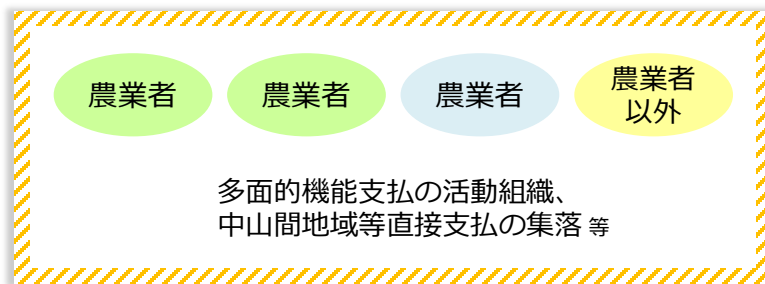 農業者
農業者
農業者
農業者
以外
多面的機能支払の活動組織、
中山間地域等直接支払の集落 等